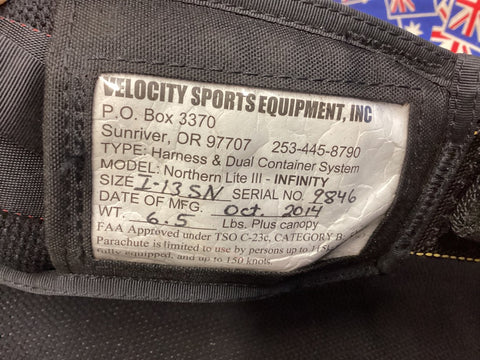 VELOCITY SPORTS EQUIPMENT, INC
P.O. Box 3370
Sunriver, OR 97707 253-445-8790
TYPE: Harness & Dual Container System
MODEL: Northern Lite III - INFINITY
SIZE I-13SN SERIAL NO. 9846
DATE OF MFG. Oct. 2014
WT. 6.5 Lbs. Plus canopy
FAA Approved under TSO C-23c, CATEGORY B.
Parachute is limited to use by persons up to
fully equipped, and up to 150 knots